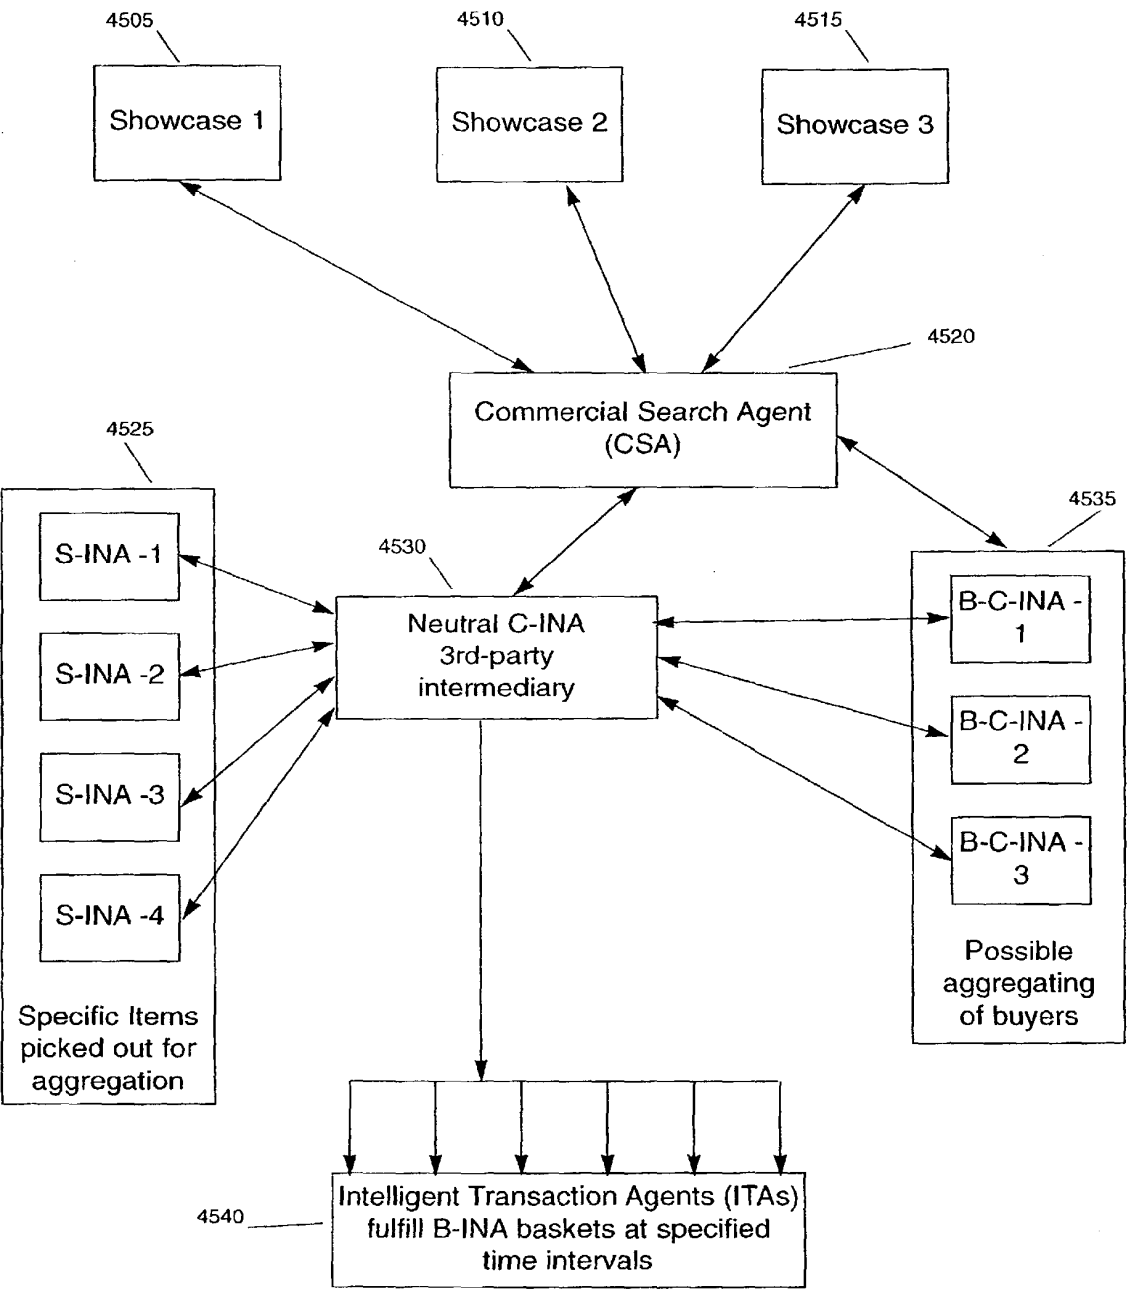 4505
4510
4515
Showcase 1
Showcase 2
Showcase 3
4520
Commercial Search Agent
(CSA)
4525
4535
4530
S-INA -1
S-INA -2
S-INA -3
S-INA -4
Specific Items
picked out for
aggregation
Neutral C-INA
3rd-party
intermediary
B-C-INA -
1
B-C-INA -
2
B-C-INA -
3
Possible
aggregating
of buyers
4540
Intelligent Transaction Agents (ITAs)
fulfill B-INA baskets at specified
time intervals